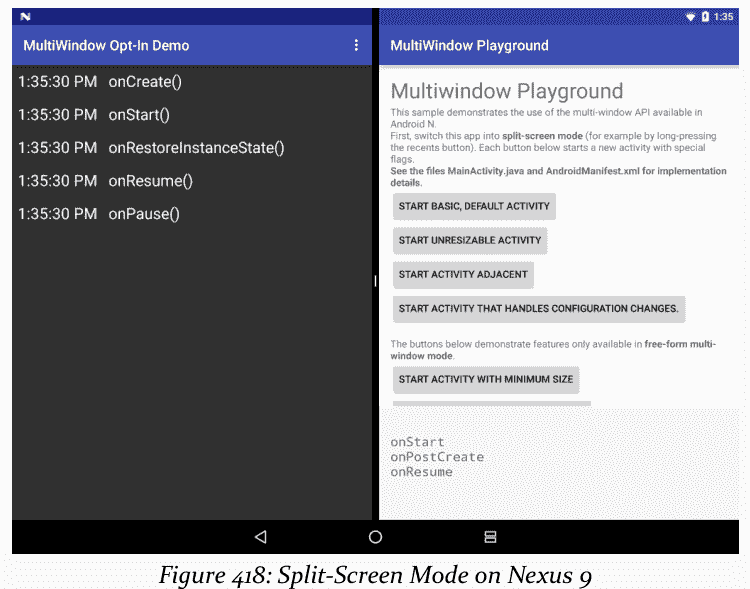 N
1:35
MultiWindow Opt-In Demo
MultiWindow Playground
1:35:30 PM onCreate()
1:35:30 PM onStart()
1:35:30 PM onRestoreInstanceState()
1:35:30 PM onResume()
1:35:30 PM onPause()
Multiwindow Playground
This sample demonstrates the use of the multi-window API available in
Android N.
First, switch this app into split-screen mode (for example by long-pressing
the recents button). Each button below starts a new activity with special
flags.
See the files MainActivity.java and AndroidManifest.xml for implementation
details.
START BASIC, DEFAULT ACTIVITY
START UNRESIZABLE ACTIVITY
START ACTIVITY ADJACENT
START ACTIVITY THAT HANDLES CONFIGURATION CHANGES.
The buttons below demonstrate features only available in free-form multi-
window mode.
START ACTIVITY WITH MINIMUM SIZE
onStart
onPostCreate
onResume
Figure 418: Split-Screen Mode on Nexus 9